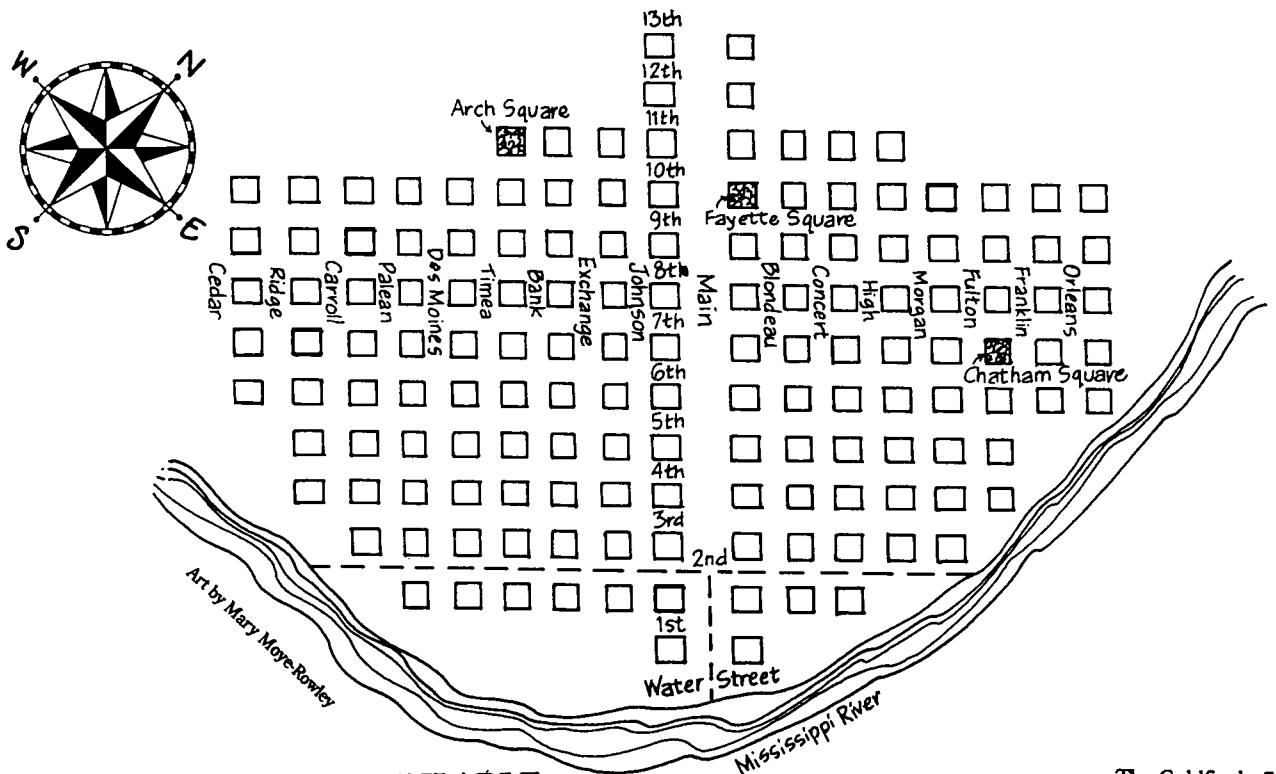 13th
12th
W
N
Arch Square
11th
10th
9th
S
E
Fayette Square
8th
Cedar
Ridge
Carroll
Palean
Des Moines
Timea
Bank
Exchange
Johnson
Main
Blondeau
Concert
High
Morgan
Fulton
Franklin
Orleans
7th
6th
Chatham Square
5th
4th
3rd
2nd
Art by Mary Moye-Rowley
1st
Water Street
Mississippi River